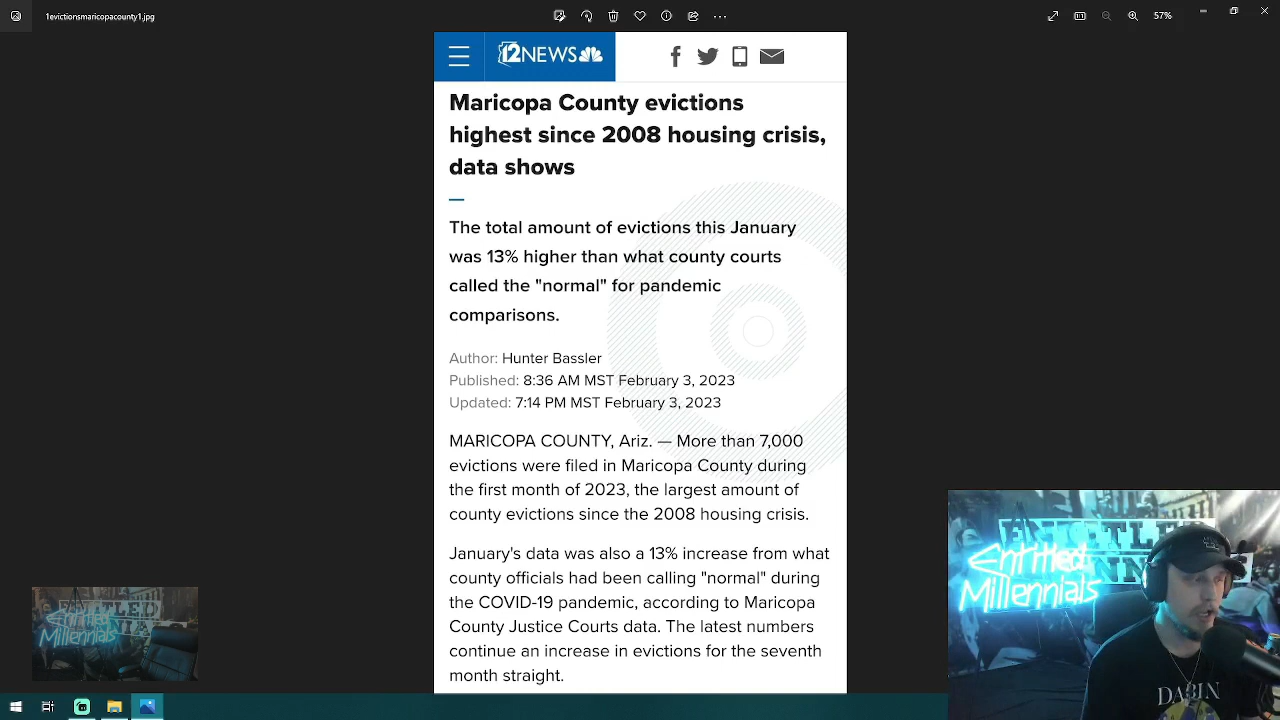 1evictionsmaricopacounty1.jpg
57%
12NEWS
Maricopa County evictions
highest since 2008 housing crisis,
data shows
The total amount of evictions this January
was 13% higher than what county courts
called the "normal" for pandemic
comparisons.
Author: Hunter Bassler
Published: 8:36 AM MST February 3, 2023
Updated: 7:14 PM MST February 3, 2023
MARICOPA COUNTY, Ariz. — More than 7,000
evictions were filed in Maricopa County during
the first month of 2023, the largest amount of
county evictions since the 2008 housing crisis.
January's data was also a 13% increase from what
county officials had been calling "normal" during
the COVID-19 pandemic, according to Maricopa
County Justice Courts data. The latest numbers
continue an increase in evictions for the seventh
month straight.
Entitled
Millennials
Entitled
Millennials